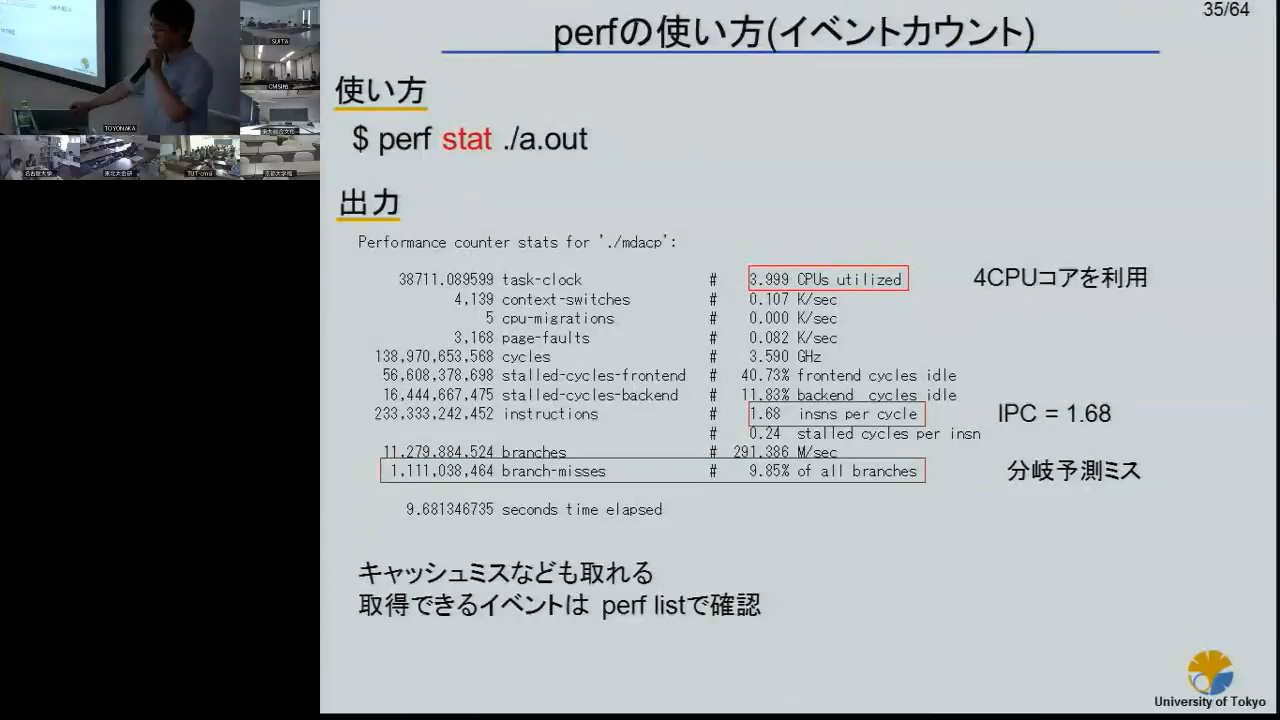 35/64
perfの使い方(イベントカウント)
使い方
$ perf stat ./a.out
出力
Performance counter stats for './mdacp':
38711.089599 task-clock # 3.999 CPUs utilized 4CPUコアを利用
4,139 context-switches # 0.107 K/sec
5 cpu-migrations # 0.000 K/sec
3,168 page-faults # 0.082 K/sec
138,970,653,568 cycles # 3.590 GHz
56,608,378,698 stalled-cycles-frontend # 40.73% frontend cycles idle
16,444,667,475 stalled-cycles-backend # 11.83% backend cycles idle
233,333,242,452 instructions # 1.68 insns per cycle IPC = 1.68
# 0.24 stalled cycles per insn
11,279,884,524 branches # 291.386 M/sec
1,111,038,464 branch-misses # 9.85% of all branches 分岐予測ミス
9.681346735 seconds time elapsed
キャッシュミスなども取れる
取得できるイベントは perf listで確認
University of Tokyo
SUITA
TOYONAKA
名古屋大学
TUT-cmsi